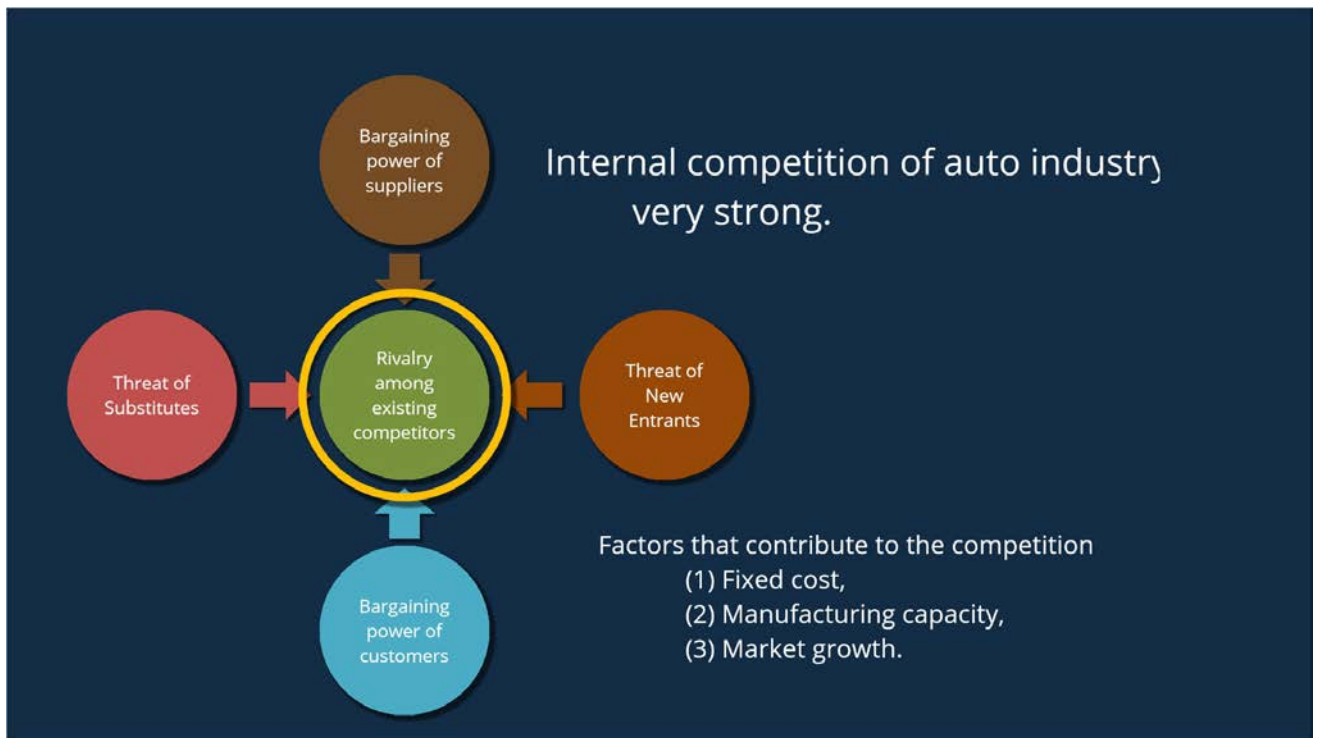 Bargaining
power of
suppliers
Internal competition of auto industry
very strong.
Threat of
Substitutes
Rivalry
among
existing
competitors
Threat of
New
Entrants
Bargaining
power of
customers
Factors that contribute to the competition
(1) Fixed cost,
(2) Manufacturing capacity,
(3) Market growth.